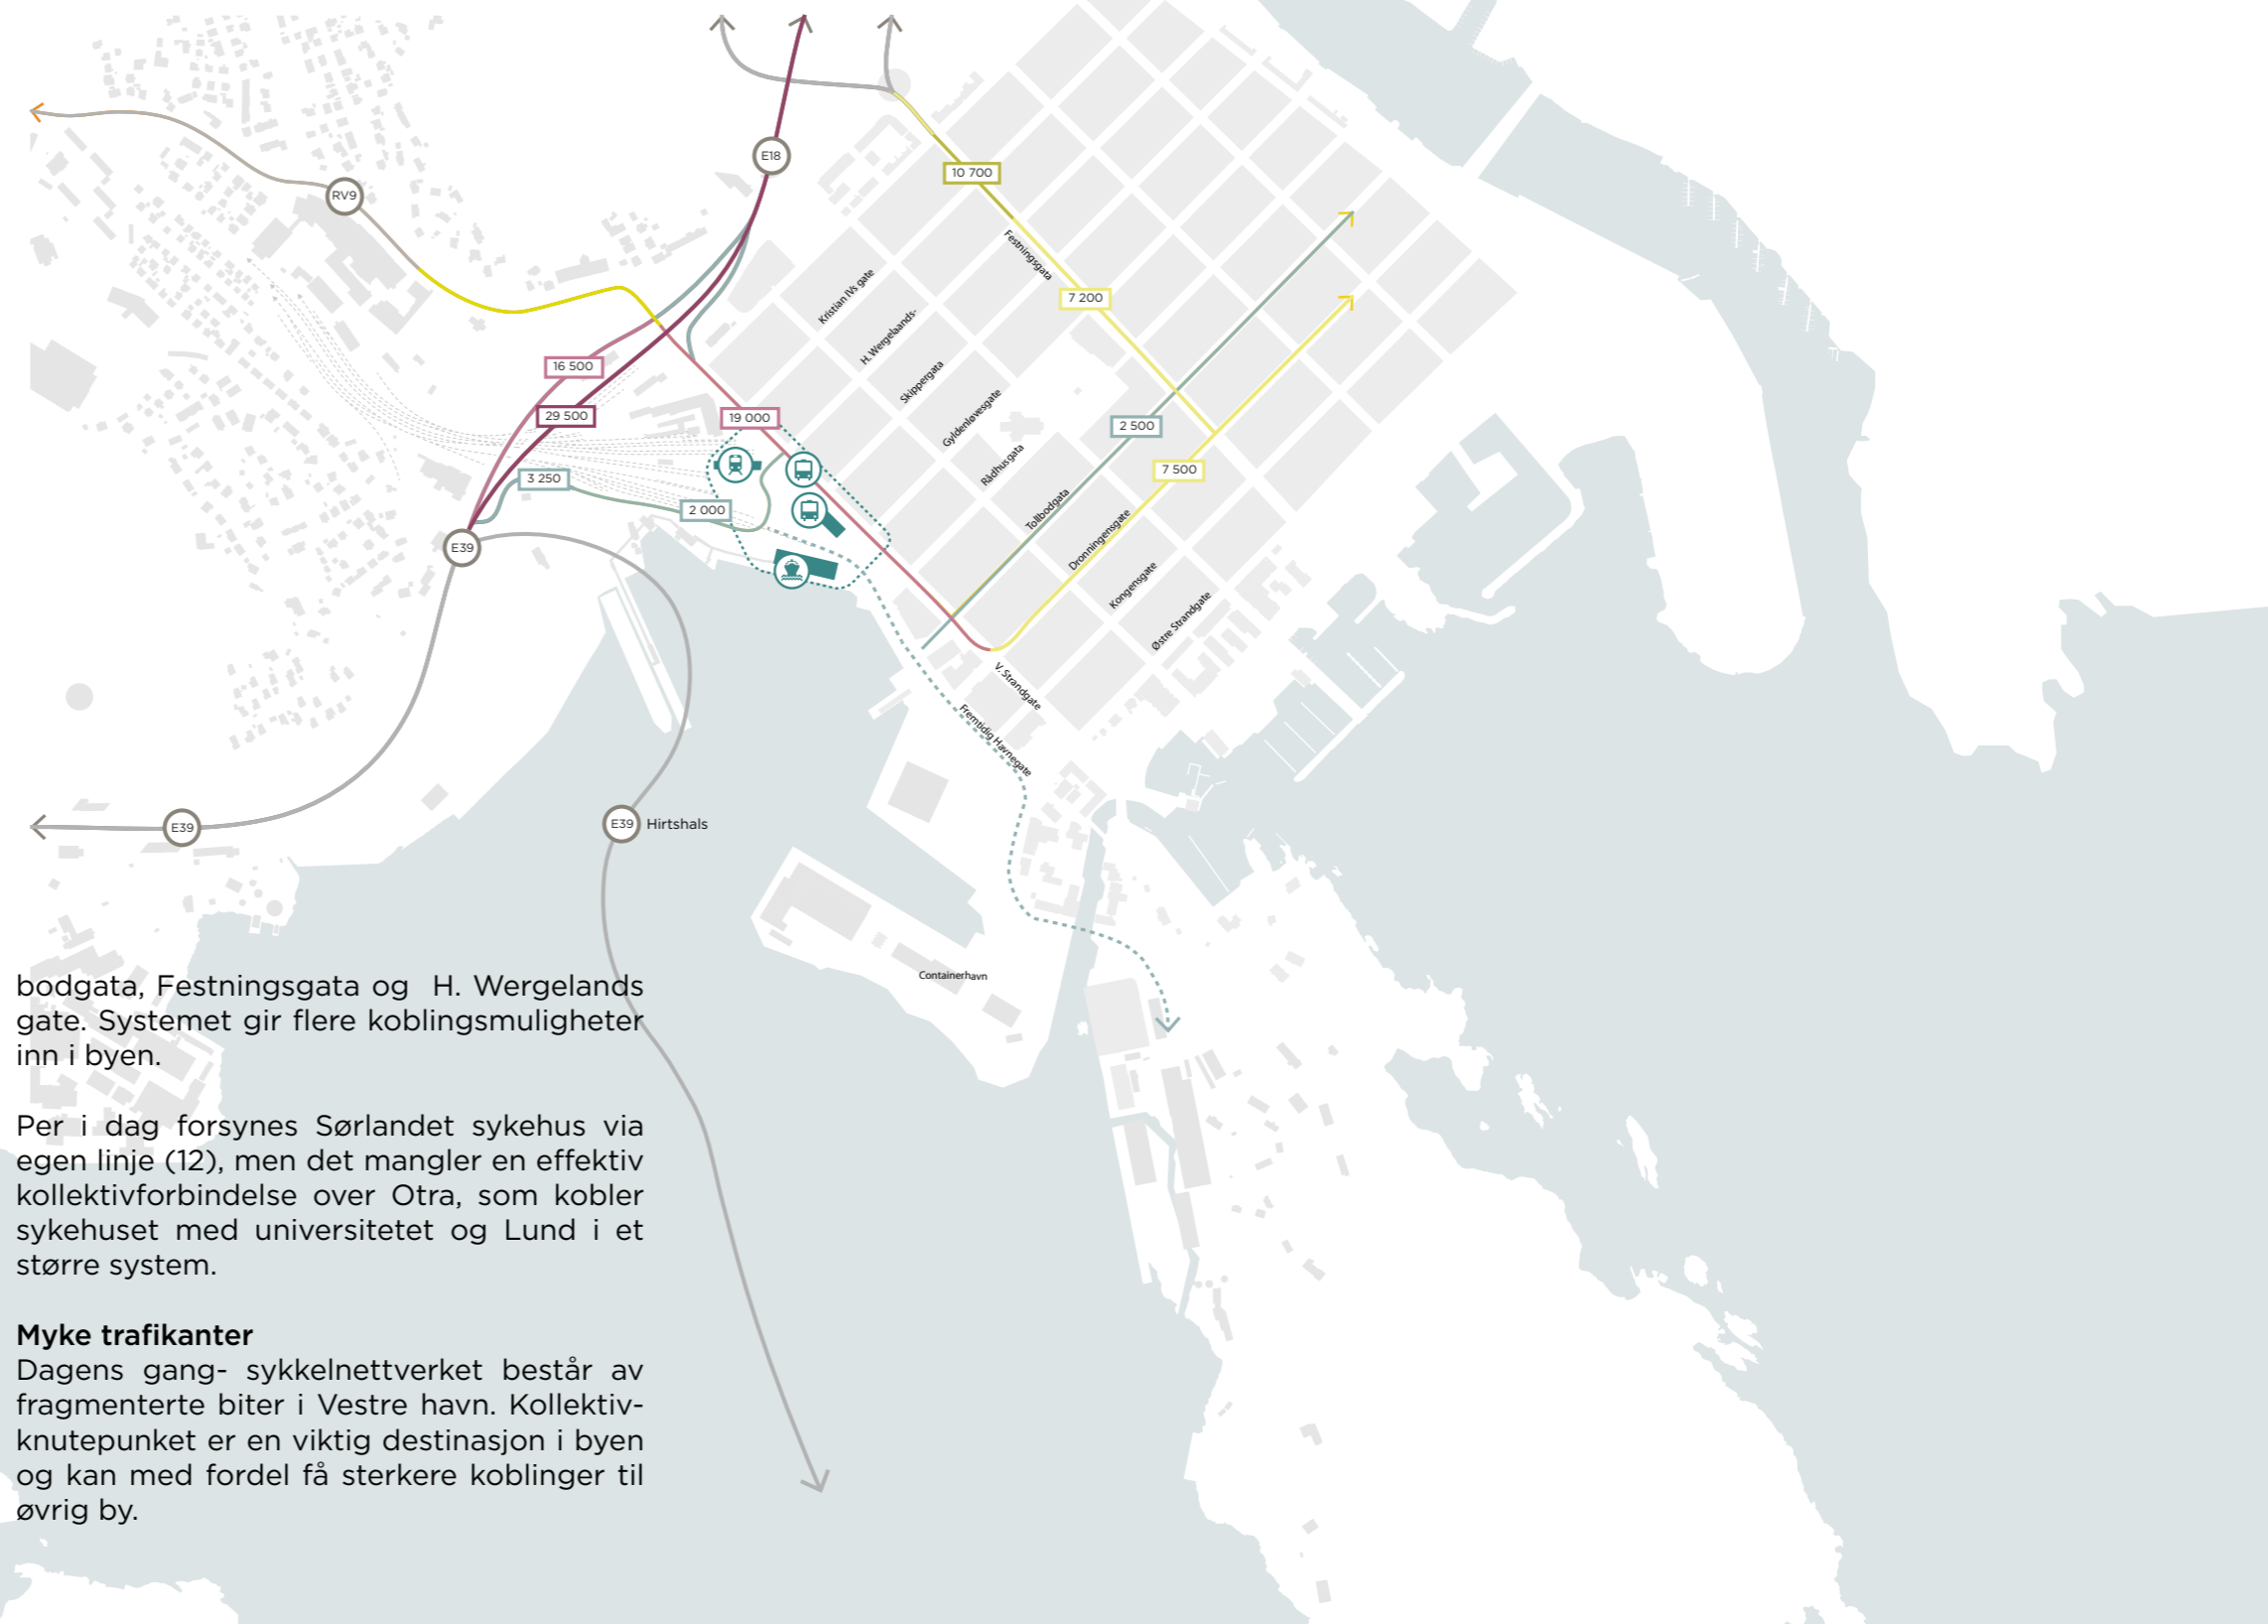 E18
RV9
10 700
Festningsgata
7 200
Kristian IVs gate
H. Wergelaands-
Skippergata
Gyldenløvesgate
Rådhusgata
Tollbodgata
Dronningensgate
Kongensgate
Østre Strandgate
16 500
29 500
19 000
2 500
7 500
3 250
2 000
E39
V. Strandgate
Fremtidig Havnegate
E39
E39 Hirtshals
Containerhavn
bodgata, Festningsgata og H. Wergelands
gate. Systemet gir flere koblingsmuligheter
inn i byen.
Per i dag forsynes Sørlandet sykehus via
egen linje (12), men det mangler en effektiv
kollektivforbindelse over Otra, som kobler
sykehuset med universitetet og Lund i et
større system.
Myke trafikanter
Dagens gang- sykkelnettverket består av
fragmenterte biter i Vestre havn. Kollektiv-
knutepunket er en viktig destinasjon i byen
og kan med fordel få sterkere koblinger til
øvrig by.